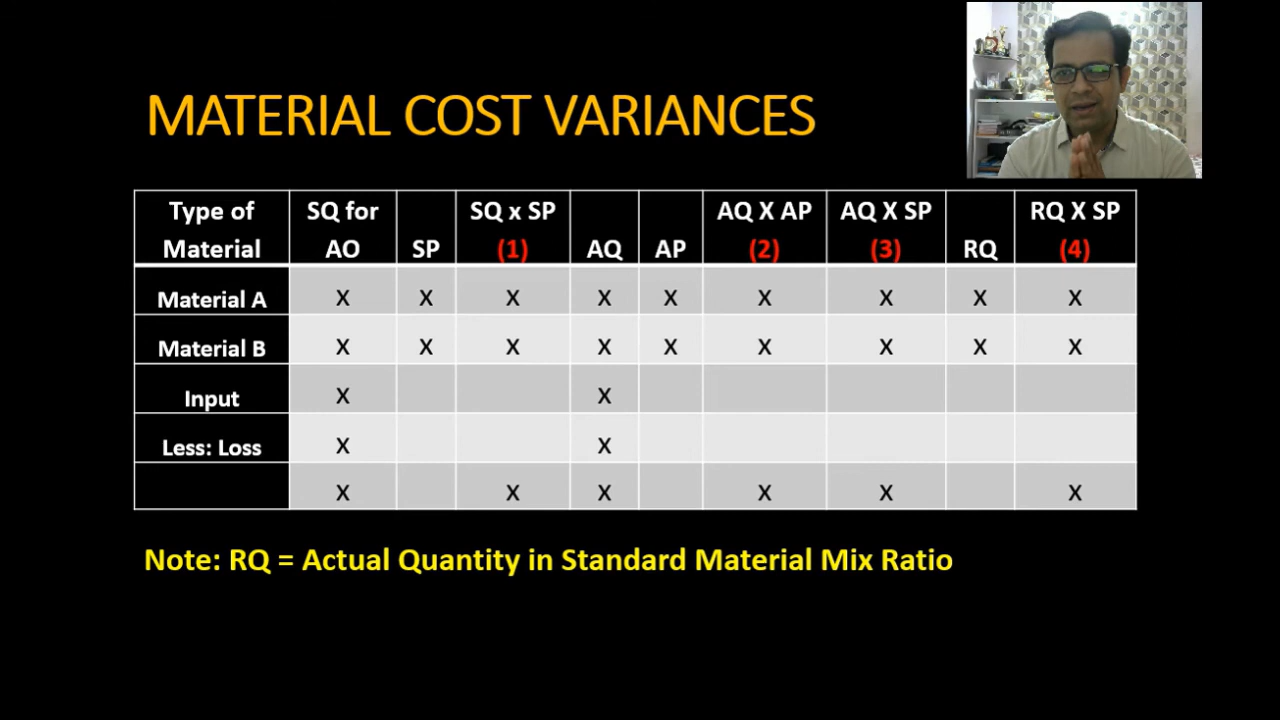 MATERIAL COST VARIANCES
Type of Material SQ for AO SP SQ x SP (1) AQ AP AQ X AP (2) AQ X SP (3) RQ RQ X SP (4)
Material A X X X X X X X X X
Material B X X X X X X X X X
Input X X
Less: Loss X X
X X X X X X
Note: RQ = Actual Quantity in Standard Material Mix Ratio